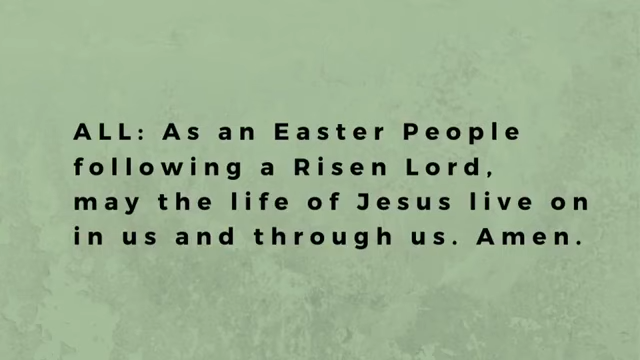 ALL: As an Easter People
following a Risen Lord,
may the life of Jesus live on
in us and through us. Amen.